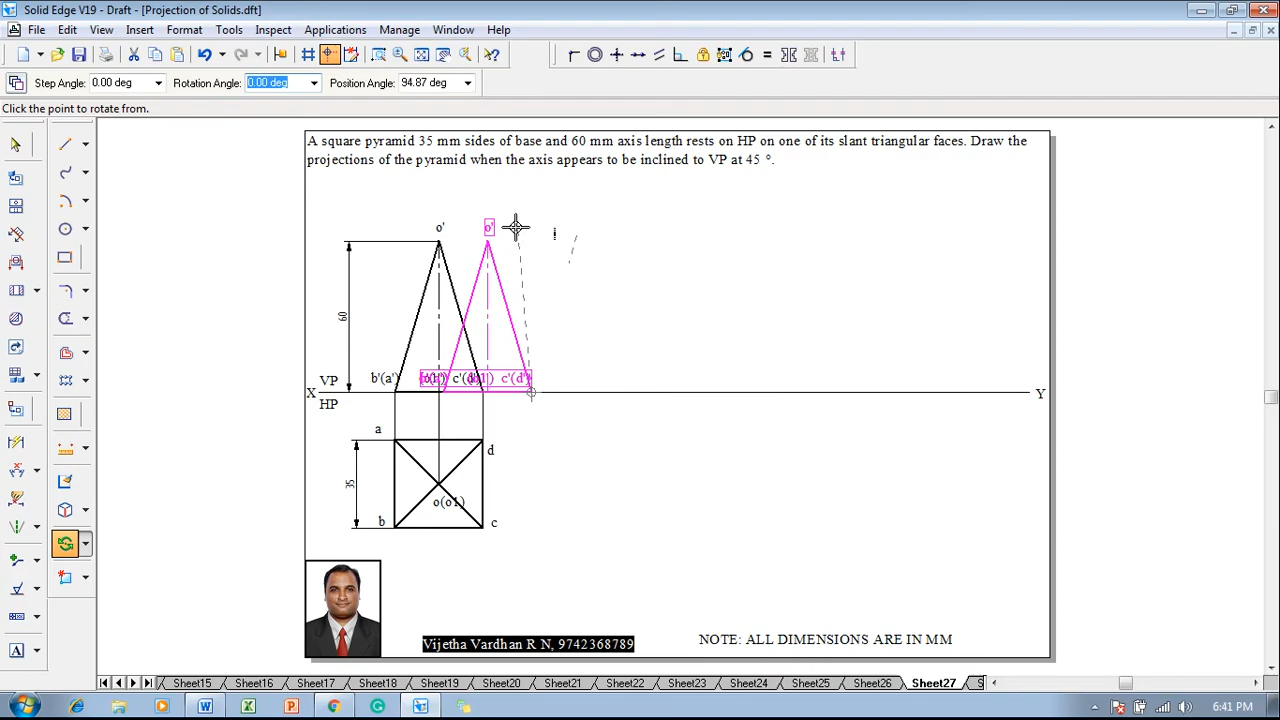 Solid Edge V19 - Draft - [Projection of Solids.dft]
File Edit View Insert Format Tools Inspect Applications Manage Window Help
Step Angle: 0.00 deg Rotation Angle: 0.00 deg Position Angle: 94.87 deg
Click the point to rotate from.
A square pyramid 35 mm sides of base and 60 mm axis length rests on HP on one of its slant triangular faces. Draw the
projections of the pyramid when the axis appears to be inclined to VP at 45 °.
o' o'
60
b'(a') c'(d') c'(d')
VP
X Y
HP
a
d
35
o(o1)
b c
Vijetha Vardhan R N, 9742368789
NOTE: ALL DIMENSIONS ARE IN MM
Sheet15 Sheet16 Sheet17 Sheet18 Sheet19 Sheet20 Sheet21 Sheet22 Sheet23 Sheet24 Sheet25 Sheet26 Sheet27 S
6:41 PM